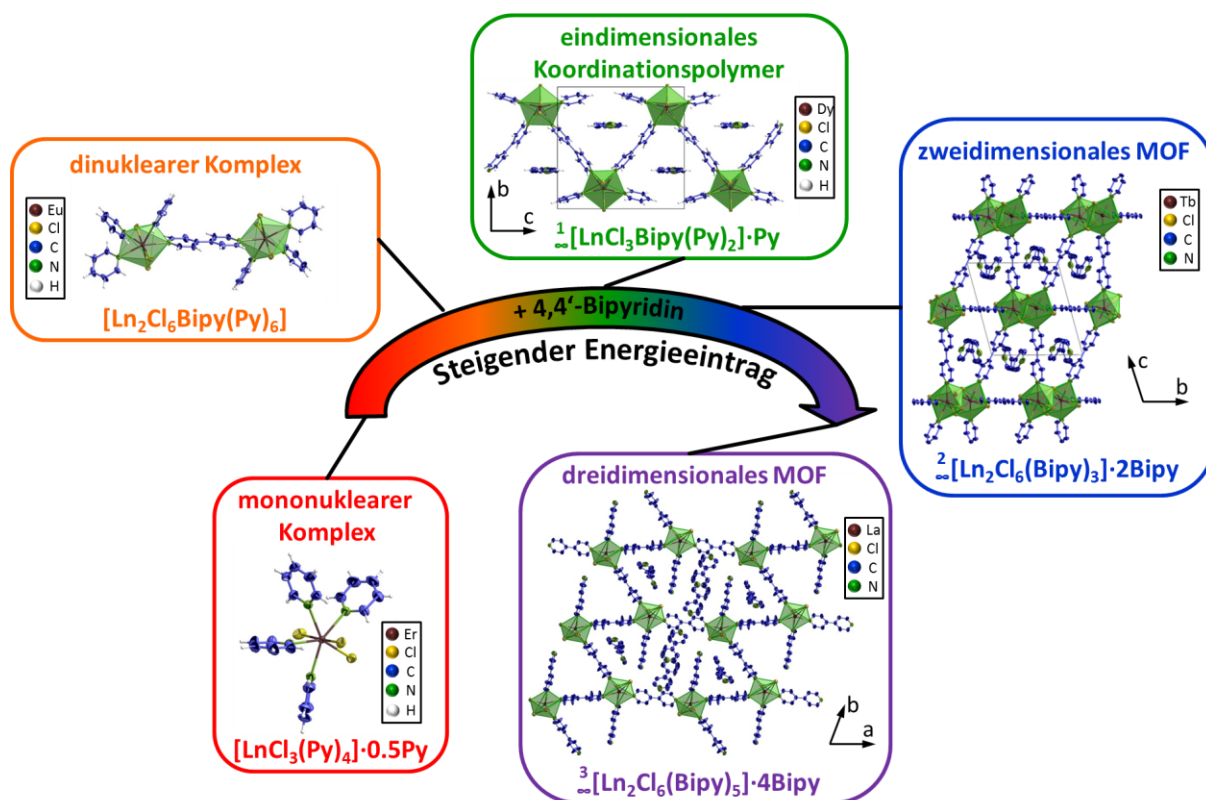 eindimensionales
Koordinationspolymer
Dy
Cl
C
N
H
b
c
¹∞[LnCl₃Bipy(Py)₂]·Py
dinuklearer Komplex
Eu
Cl
C
N
H
[Ln₂Cl₆Bipy(Py)₆]
zweidimensionales MOF
Tb
Cl
C
N
c
b
²∞[Ln₂Cl₆(Bipy)₃]·2Bipy
+ 4,4‘-Bipyridin
Steigender Energieeintrag
mononuklearer
Komplex
Er
Cl
C
N
H
[LnCl₃(Py)₄]·0.5Py
dreidimensionales MOF
La
Cl
C
N
b
a
³∞[Ln₂Cl₆(Bipy)₅]·4Bipy